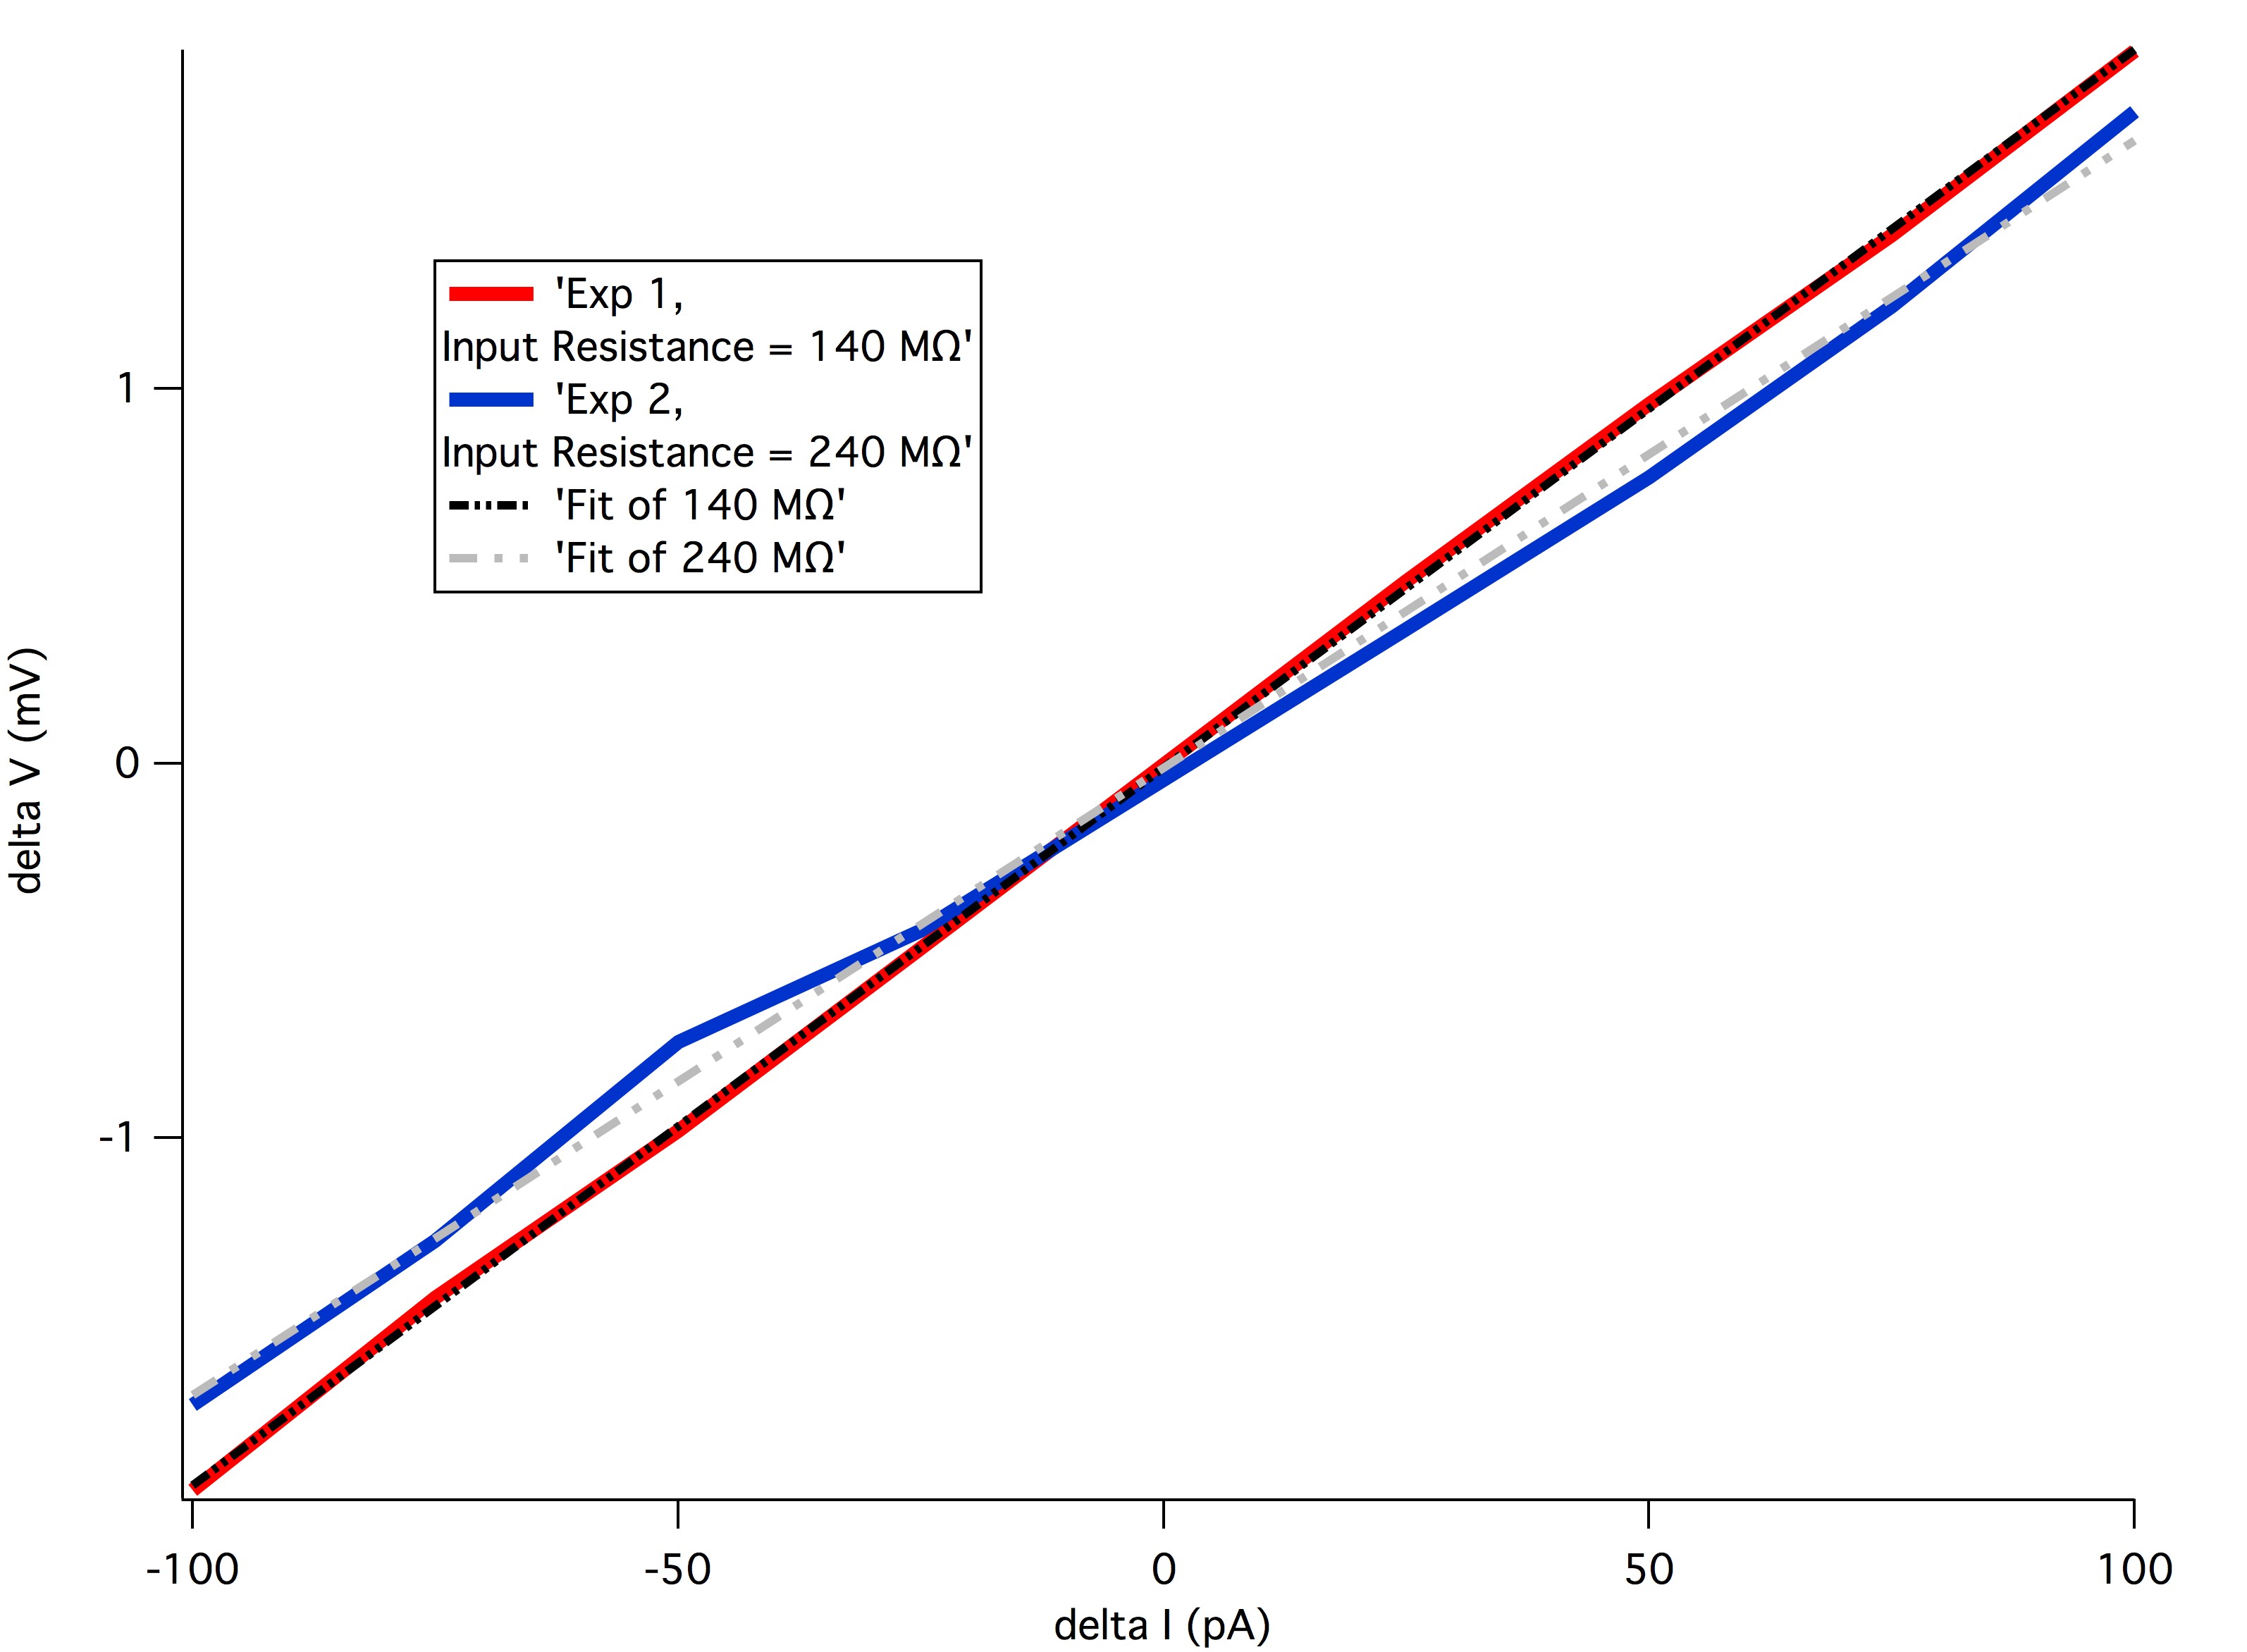 'Exp 1,
Input Resistance = 140 MΩ'
'Exp 2,
Input Resistance = 240 MΩ'
'Fit of 140 MΩ'
'Fit of 240 MΩ'
1
0
-1
delta V (mV)
-100 -50 0 50 100
delta I (pA)